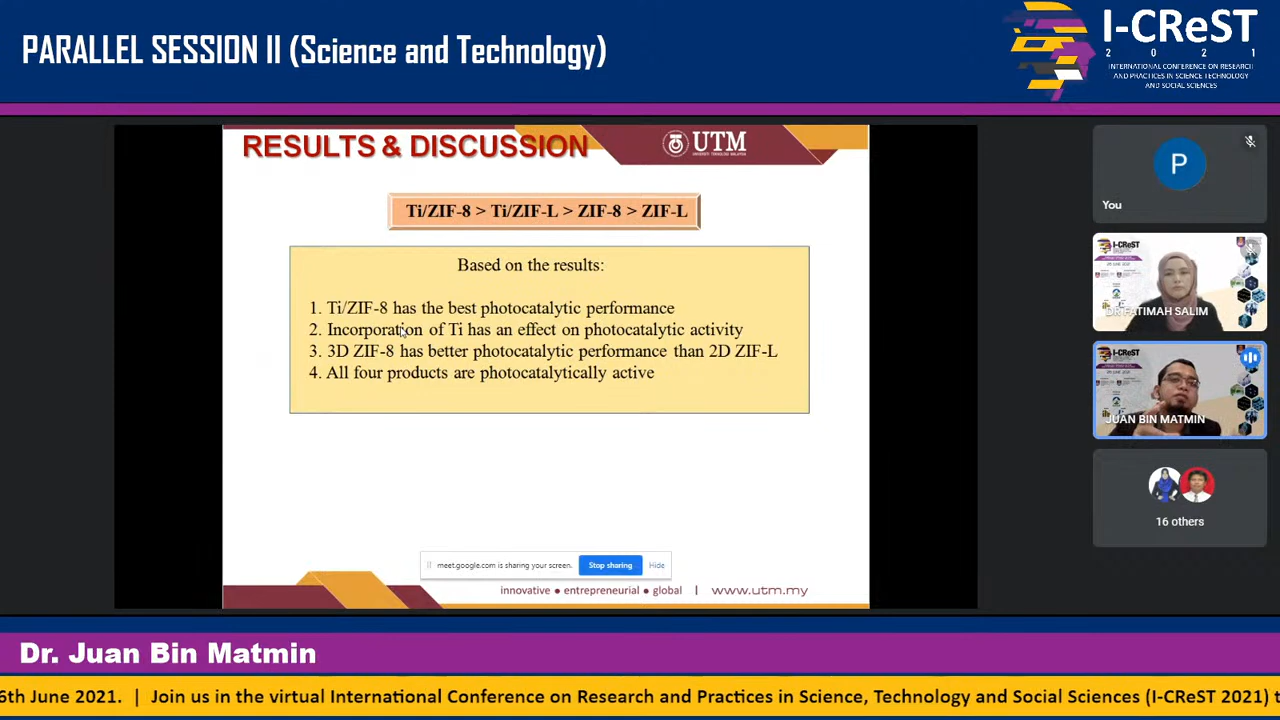 PARALLEL SESSION II (Science and Technology)
I-CReST
2 0 2 1
INTERNATIONAL CONFERENCE ON RESEARCH
AND PRACTICES IN SCIENCE TECHNOLOGY
AND SOCIAL SCIENCES
RESULTS & DISCUSSION
UTM
UNIVERSITI TEKNOLOGI MALAYSIA
Ti/ZIF-8 > Ti/ZIF-L > ZIF-8 > ZIF-L
Based on the results:
1. Ti/ZIF-8 has the best photocatalytic performance
2. Incorporation of Ti has an effect on photocatalytic activity
3. 3D ZIF-8 has better photocatalytic performance than 2D ZIF-L
4. All four products are photocatalytically active
meet.google.com is sharing your screen.
Stop sharing
Hide
innovative ● entrepreneurial ● global | www.utm.my
P
You
I-CReST
DR FATIMAH SALIM
JUAN BIN MATMIN
16 others
Dr. Juan Bin Matmin
6th June 2021. | Join us in the virtual International Conference on Research and Practices in Science, Technology and Social Sciences (I-CReST 2021) t